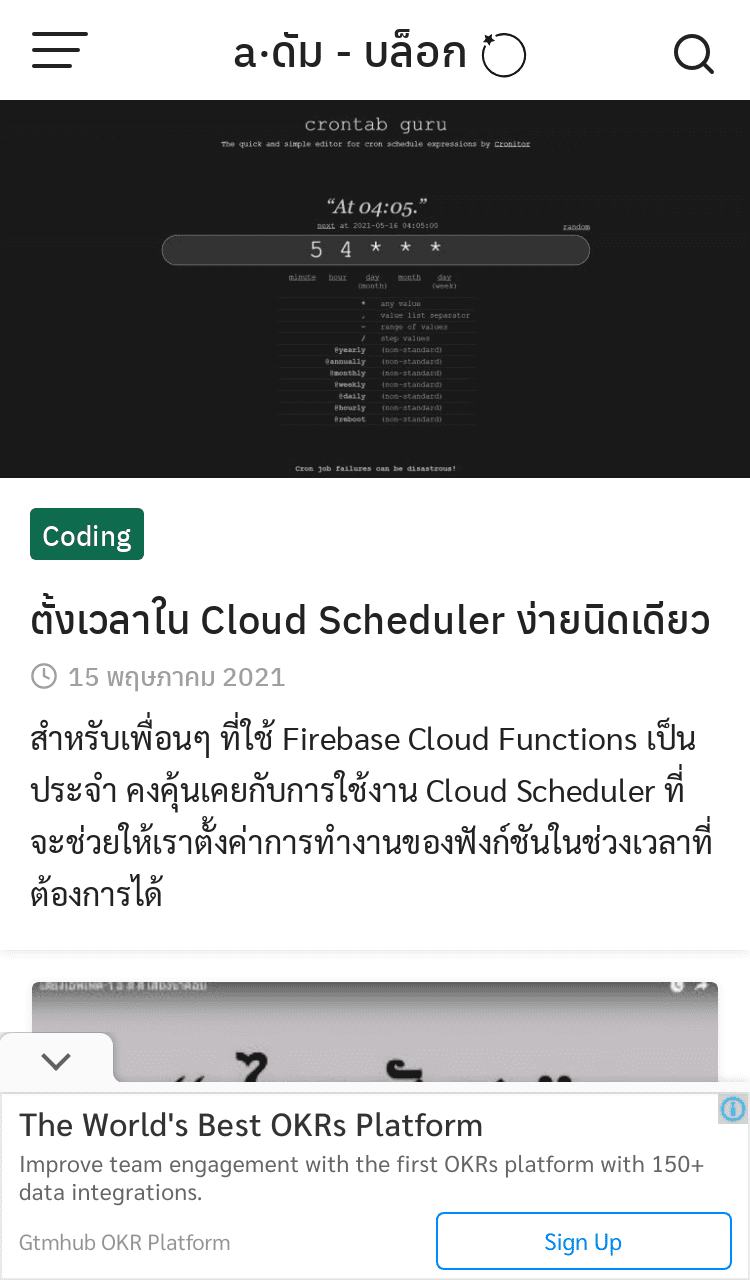 a·ดัม - บล็อก
crontab guru
The quick and simple editor for cron schedule expressions by Cronitor
“At 04:05.”
next at 2021-05-16 04:05:00
random
5 4 * * *
minute hour day (month) month day (week)
* any value
, value list separator
- range of values
/ step values
@yearly (non-standard)
@annually (non-standard)
@monthly (non-standard)
@weekly (non-standard)
@daily (non-standard)
@hourly (non-standard)
@reboot (non-standard)
Cron job failures can be disastrous!
Coding
ตั้งเวลาใน Cloud Scheduler ง่ายนิดเดียว
15 พฤษภาคม 2021
สำหรับเพื่อนๆ ที่ใช้ Firebase Cloud Functions เป็น
ประจำ คงคุ้นเคยกับการใช้งาน Cloud Scheduler ที่
จะช่วยให้เราตั้งค่าการทำงานของฟังก์ชันในช่วงเวลาที่
ต้องการได้
The World's Best OKRs Platform
Improve team engagement with the first OKRs platform with 150+
data integrations.
Gtmhub OKR Platform
Sign Up